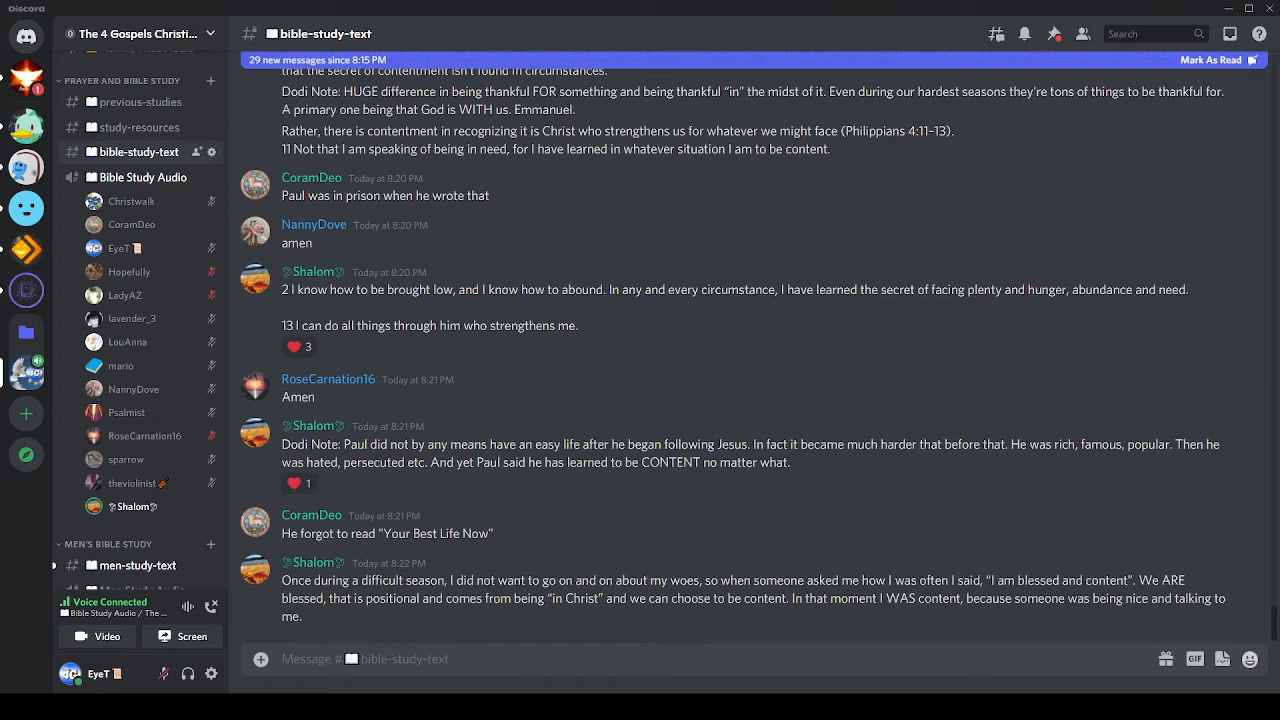 Discord
The 4 Gospels Christi...
bible-study-text
Search
29 new messages since 8:15 PM
Mark As Read
PRAYER AND BIBLE STUDY
previous-studies
study-resources
bible-study-text
Bible Study Audio
Christwalk
CoramDeo
EyeT
Hopefully
LadyAZ
lavender_3
LouAnna
mario
NannyDove
Psalmist
RoseCarnation16
sparrow
theviolinist
Shalom
MEN'S BIBLE STUDY
men-study-text
Voice Connected
Bible Study Audio / The ...
Video
Screen
EyeT
that the secret of contentment isn't found in circumstances.
Dodi Note: HUGE difference in being thankful FOR something and being thankful “in” the midst of it. Even during our hardest seasons they're tons of things to be thankful for.
A primary one being that God is WITH us. Emmanuel.
Rather, there is contentment in recognizing it is Christ who strengthens us for whatever we might face (Philippians 4:11–13).
11 Not that I am speaking of being in need, for I have learned in whatever situation I am to be content.
CoramDeo Today at 8:20 PM
Paul was in prison when he wrote that
NannyDove Today at 8:20 PM
amen
Shalom Today at 8:20 PM
2 I know how to be brought low, and I know how to abound. In any and every circumstance, I have learned the secret of facing plenty and hunger, abundance and need.
13 I can do all things through him who strengthens me.
3
RoseCarnation16 Today at 8:21 PM
Amen
Shalom Today at 8:21 PM
Dodi Note: Paul did not by any means have an easy life after he began following Jesus. In fact it became much harder that before that. He was rich, famous, popular. Then he
was hated, persecuted etc. And yet Paul said he has learned to be CONTENT no matter what.
1
CoramDeo Today at 8:21 PM
He forgot to read "Your Best Life Now"
Shalom Today at 8:22 PM
Once during a difficult season, I did not want to go on and on about my woes, so when someone asked me how I was often I said, “I am blessed and content”. We ARE
blessed, that is positional and comes from being “in Christ” and we can choose to be content. In that moment I WAS content, because someone was being nice and talking to
me.
Message # bible-study-text
GIF
1